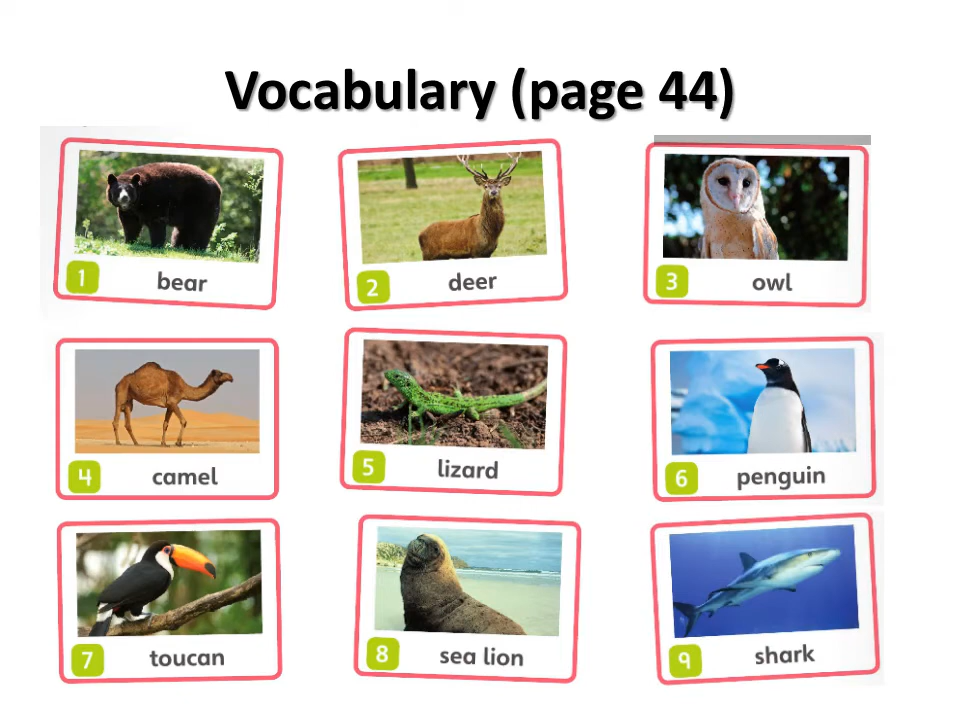 Vocabulary (page 44)
1 bear
2 deer
3 owl
4 camel
5 lizard
6 penguin
7 toucan
8 sea lion
9 shark